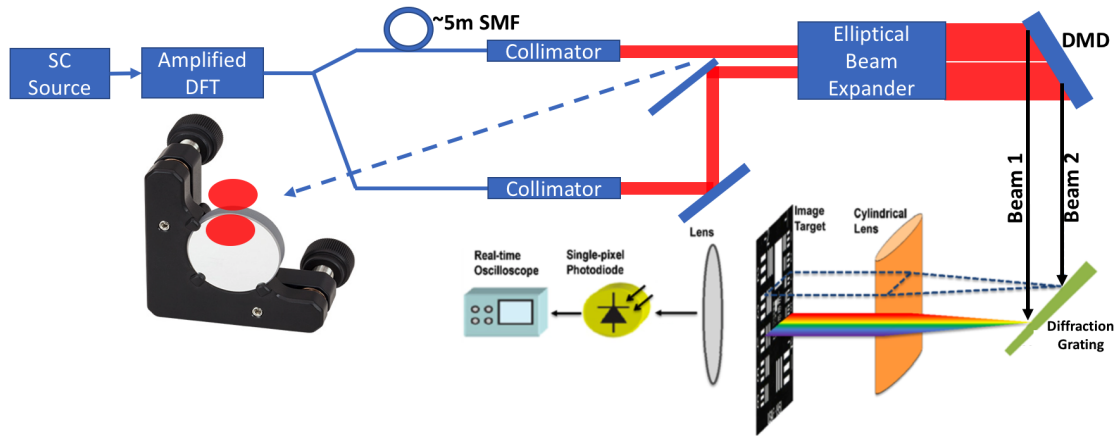 ~5m SMF
SC
Source
Amplified
DFT
Collimator
Elliptical
Beam
Expander
DMD
Collimator
Beam 1
Beam 2
Image
Target
Cylindrical
Lens
Lens
Real-time
Oscilloscope
Single-pixel
Photodiode
Diffraction
Grating